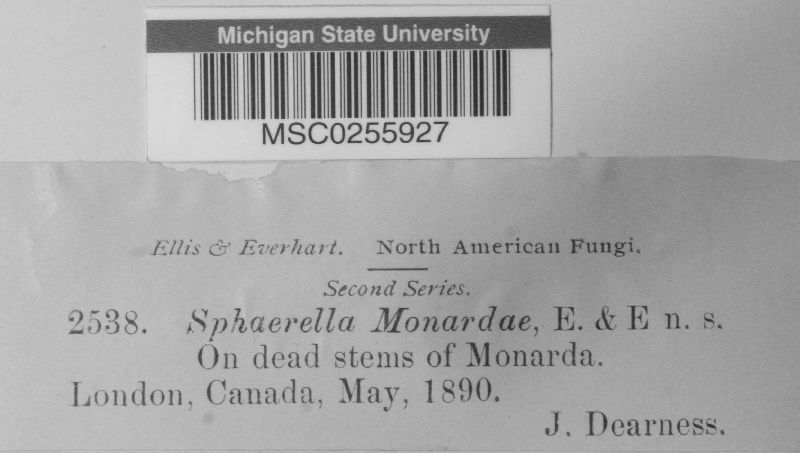 Michigan State University
MSC0255927
Ellis & Everhart. North American Fungi.
Second Series.
2538. Sphaerella Monardae, E. & E n. s.
On dead stems of Monarda.
London, Canada, May, 1890.
J. Dearness.